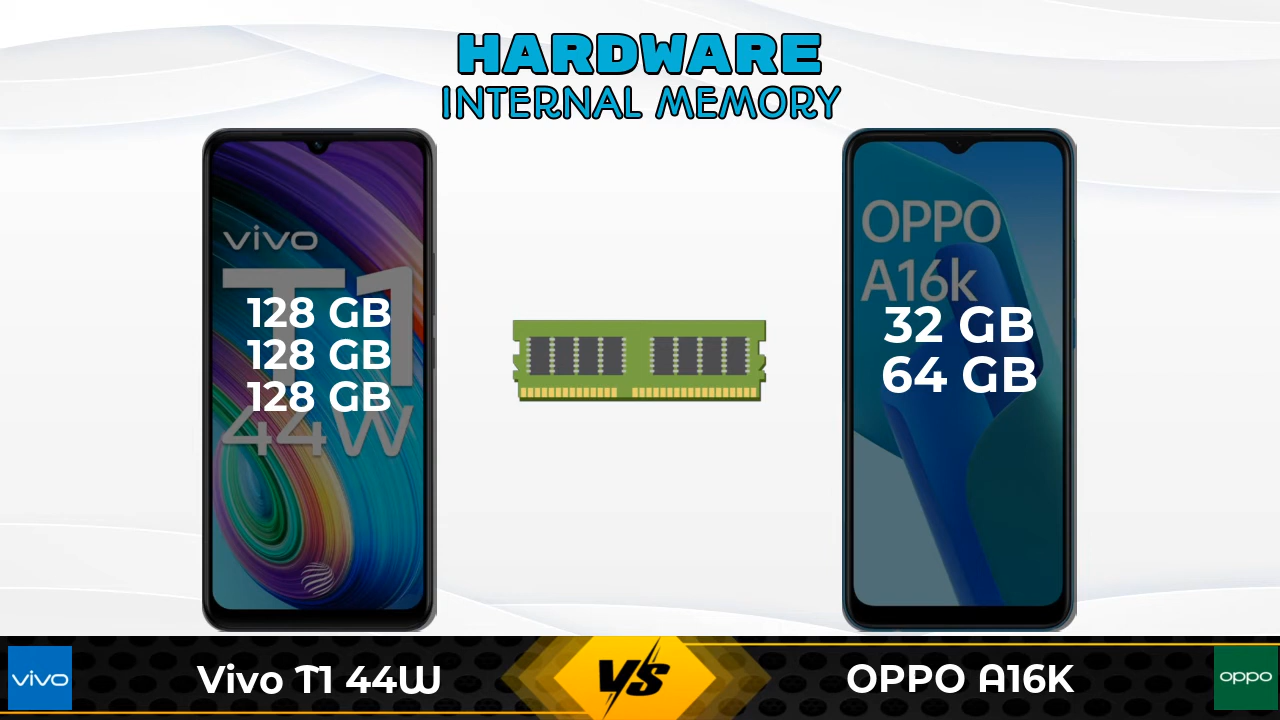 HARDWARE
INTERNAL MEMORY
vivo
T1
44W
128 GB
128 GB
128 GB
OPPO
A16k
32 GB
64 GB
vivo
Vivo T1 44W
VS
OPPO A16K
oppo